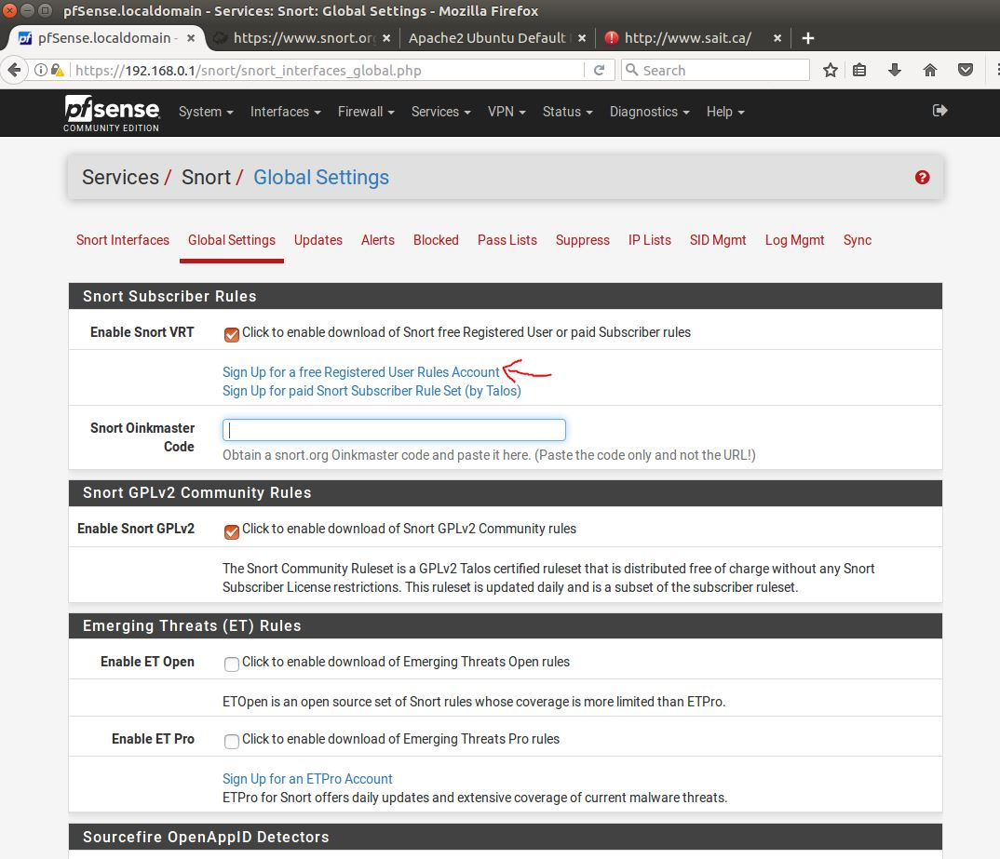 pfSense.localdomain - Services: Snort: Global Settings - Mozilla Firefox
pfSense.localdomain - × https://www.snort.org × Apache2 Ubuntu Default × http://www.sait.ca/ × +
https://192.168.0.1/snort/snort_interfaces_global.php Search
pfsense System Interfaces Firewall Services VPN Status Diagnostics Help
COMMUNITY EDITION
Services / Snort / Global Settings
Snort Interfaces Global Settings Updates Alerts Blocked Pass Lists Suppress IP Lists SID Mgmt Log Mgmt Sync
Snort Subscriber Rules
Enable Snort VRT Click to enable download of Snort free Registered User or paid Subscriber rules
Sign Up for a free Registered User Rules Account
Sign Up for paid Snort Subscriber Rule Set (by Talos)
Snort Oinkmaster
Code
Obtain a snort.org Oinkmaster code and paste it here. (Paste the code only and not the URL!)
Snort GPLv2 Community Rules
Enable Snort GPLv2 Click to enable download of Snort GPLv2 Community rules
The Snort Community Ruleset is a GPLv2 Talos certified ruleset that is distributed free of charge without any Snort
Subscriber License restrictions. This ruleset is updated daily and is a subset of the subscriber ruleset.
Emerging Threats (ET) Rules
Enable ET Open Click to enable download of Emerging Threats Open rules
ETOpen is an open source set of Snort rules whose coverage is more limited than ETPro.
Enable ET Pro Click to enable download of Emerging Threats Pro rules
Sign Up for an ETPro Account
ETPro for Snort offers daily updates and extensive coverage of current malware threats.
Sourcefire OpenAppID Detectors